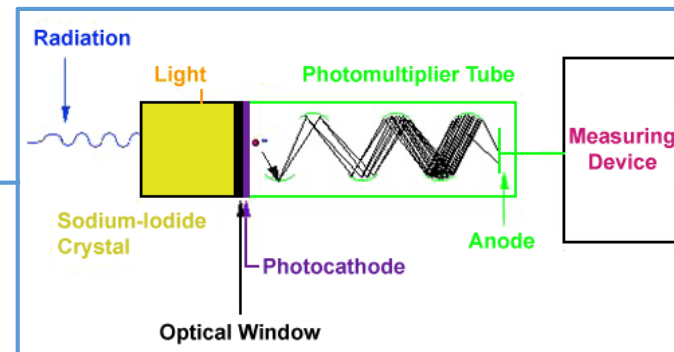 Radiation
Light
Photomultiplier Tube
e-
Measuring
Device
Sodium-Iodide
Crystal
Anode
Photocathode
Optical Window